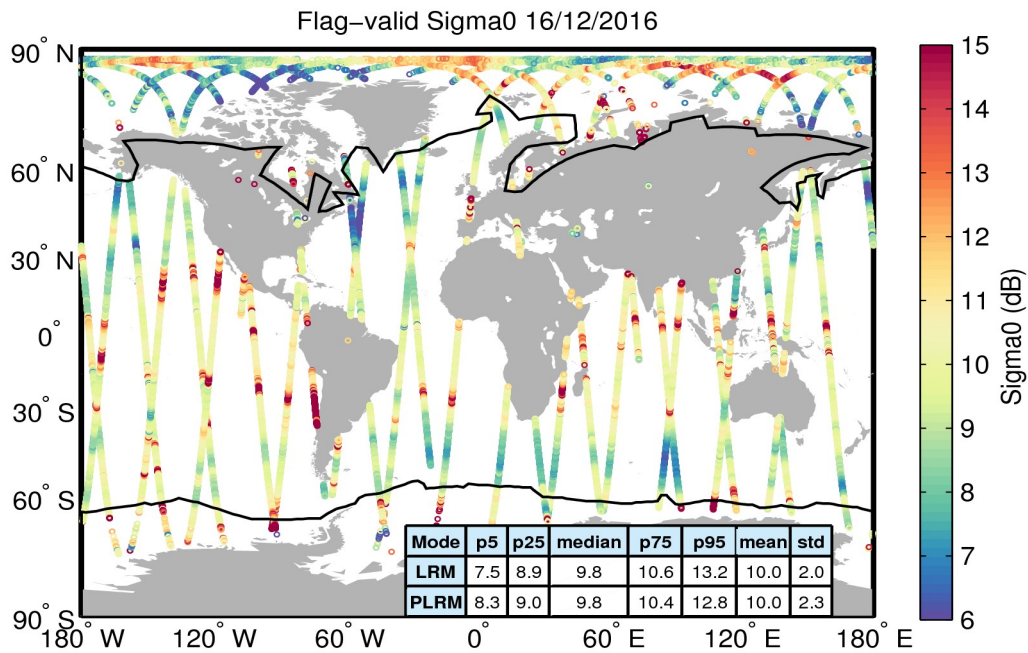 Flag−valid Sigma0 16/12/2016
90° N
60° N
30° N
0°
30° S
60° S
90° S
180° W
120° W
60° W
0°
60° E
120° E
180° E
15
14
13
12
11
10
9
8
7
6
Sigma0 (dB)
Mode p5 p25 median p75 p95 mean std
LRM 7.5 8.9 9.8 10.6 13.2 10.0 2.0
PLRM 8.3 9.0 9.8 10.4 12.8 10.0 2.3